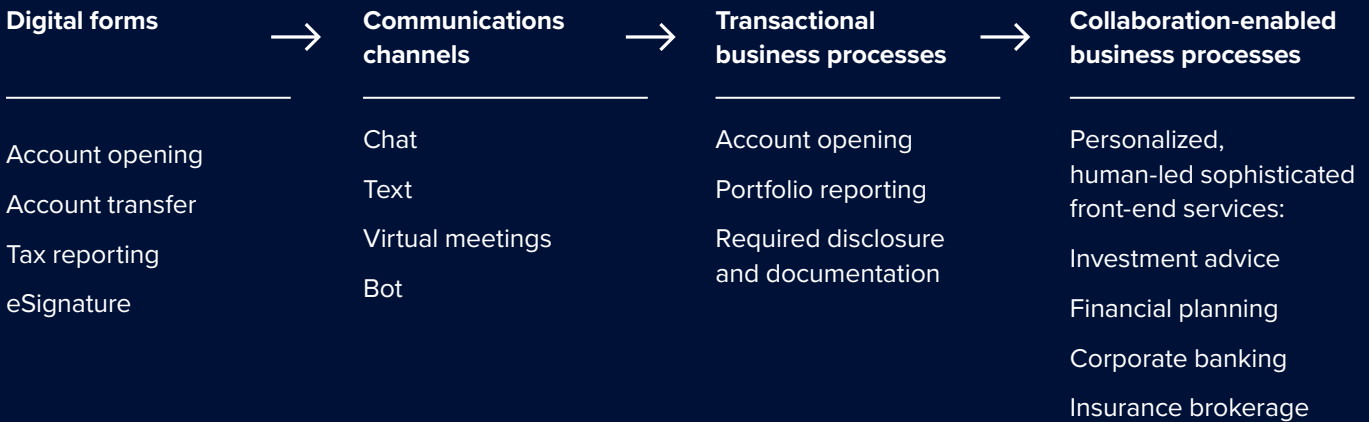 Digital forms
Account opening
Account transfer
Tax reporting
eSignature
Communications
channels
Chat
Text
Virtual meetings
Bot
Transactional
business processes
Account opening
Portfolio reporting
Required disclosure
and documentation
Collaboration-enabled
business processes
Personalized,
human-led sophisticated
front-end services:
Investment advice
Financial planning
Corporate banking
Insurance brokerage